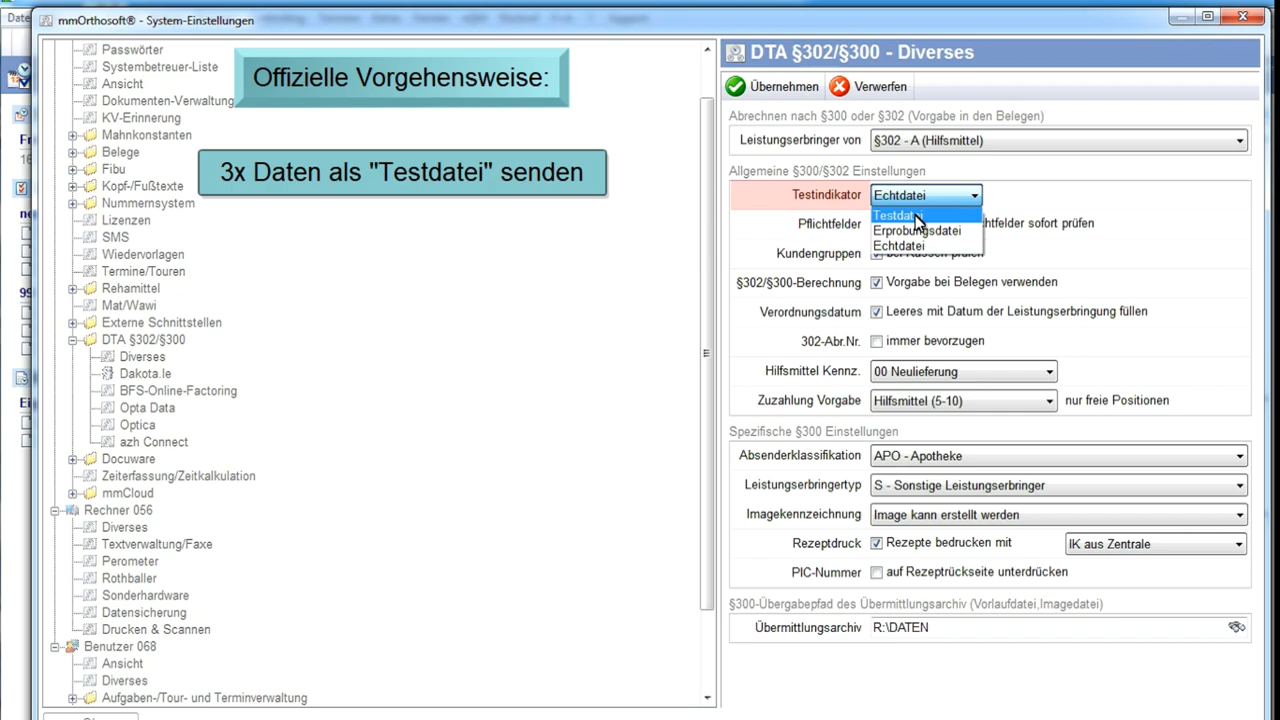 mmOrthosoft® - System-Einstellungen
Passwörter
Systembetreuer-Liste
Ansicht
Dokumenten-Verwaltung
KV-Erinnerung
Mahnkonstanten
Belege
Fibu
Kopf-/Fußtexte
Nummernsystem
Lizenzen
SMS
Wiedervorlagen
Termine/Touren
Rehamittel
Mat/Wawi
Externe Schnittstellen
DTA §302/§300
Diverses
Dakota.le
BFS-Online-Factoring
Opta Data
Optica
azh Connect
Docuware
Zeiterfassung/Zeitkalkulation
mmCloud
Rechner 056
Diverses
Textverwaltung/Faxe
Perometer
Rothballer
Sonderhardware
Datensicherung
Drucken & Scannen
Benutzer 068
Ansicht
Diverses
Aufgaben-/Tour- und Terminverwaltung
Offizielle Vorgehensweise:
3x Daten als "Testdatei" senden
DTA §302/§300 - Diverses
Übernehmen Verwerfen
Abrechnen nach §300 oder §302 (Vorgabe in den Belegen)
Leistungserbringer von §302 - A (Hilfsmittel)
Allgemeine §300/§302 Einstellungen
Testindikator Echtdatei
Testdatei
Erprobungsdatei
Echtdatei
Pflichtfelder sofort prüfen
Kundengruppen bei Kassen prüfen
§302/§300-Berechnung Vorgabe bei Belegen verwenden
Verordnungsdatum Leeres mit Datum der Leistungserbringung füllen
302-Abr.Nr. immer bevorzugen
Hilfsmittel Kennz. 00 Neulieferung
Zuzahlung Vorgabe Hilfsmittel (5-10) nur freie Positionen
Spezifische §300 Einstellungen
Absenderklassifikation APO - Apotheke
Leistungserbringertyp S - Sonstige Leistungserbringer
Imagekennzeichnung Image kann erstellt werden
Rezeptdruck Rezepte bedrucken mit IK aus Zentrale
PIC-Nummer auf Rezeptrückseite unterdrücken
§300-Übergabepfad des Übermittlungsarchiv (Vorlaufdatei,Imagedatei)
Übermittlungsarchiv R:\DATEN